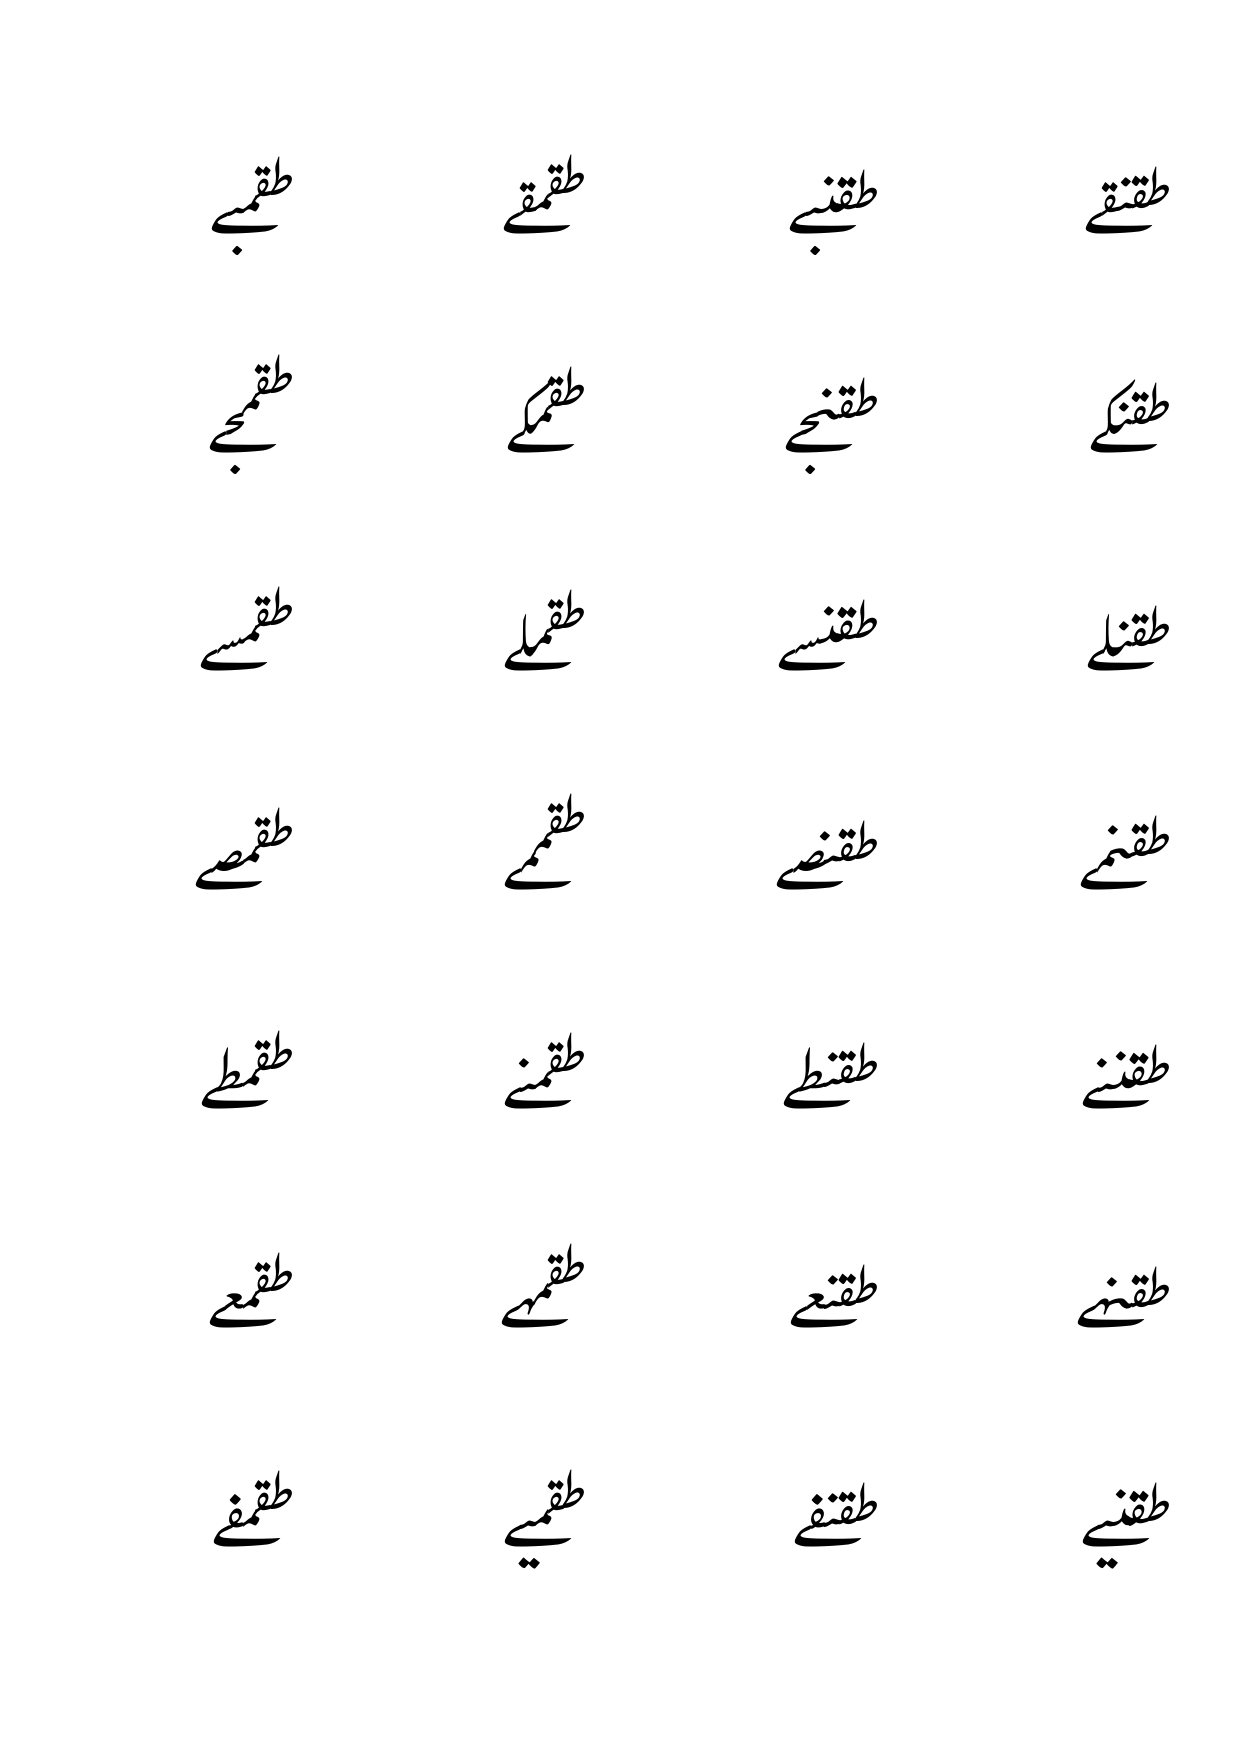 طقنقے طقنبے طقمقے طقمبے
طقنکے طقنجے طقمکے طقمجے
طقنلے طقنسے طقملے طقمسے
طقنمے طقنصے طقممے طقمصے
طقننے طقنطے طقمنے طقمطے
طقنہے طقنعے طقمہے طقمعے
طقنیے طقنفے طقمیے طقمفے